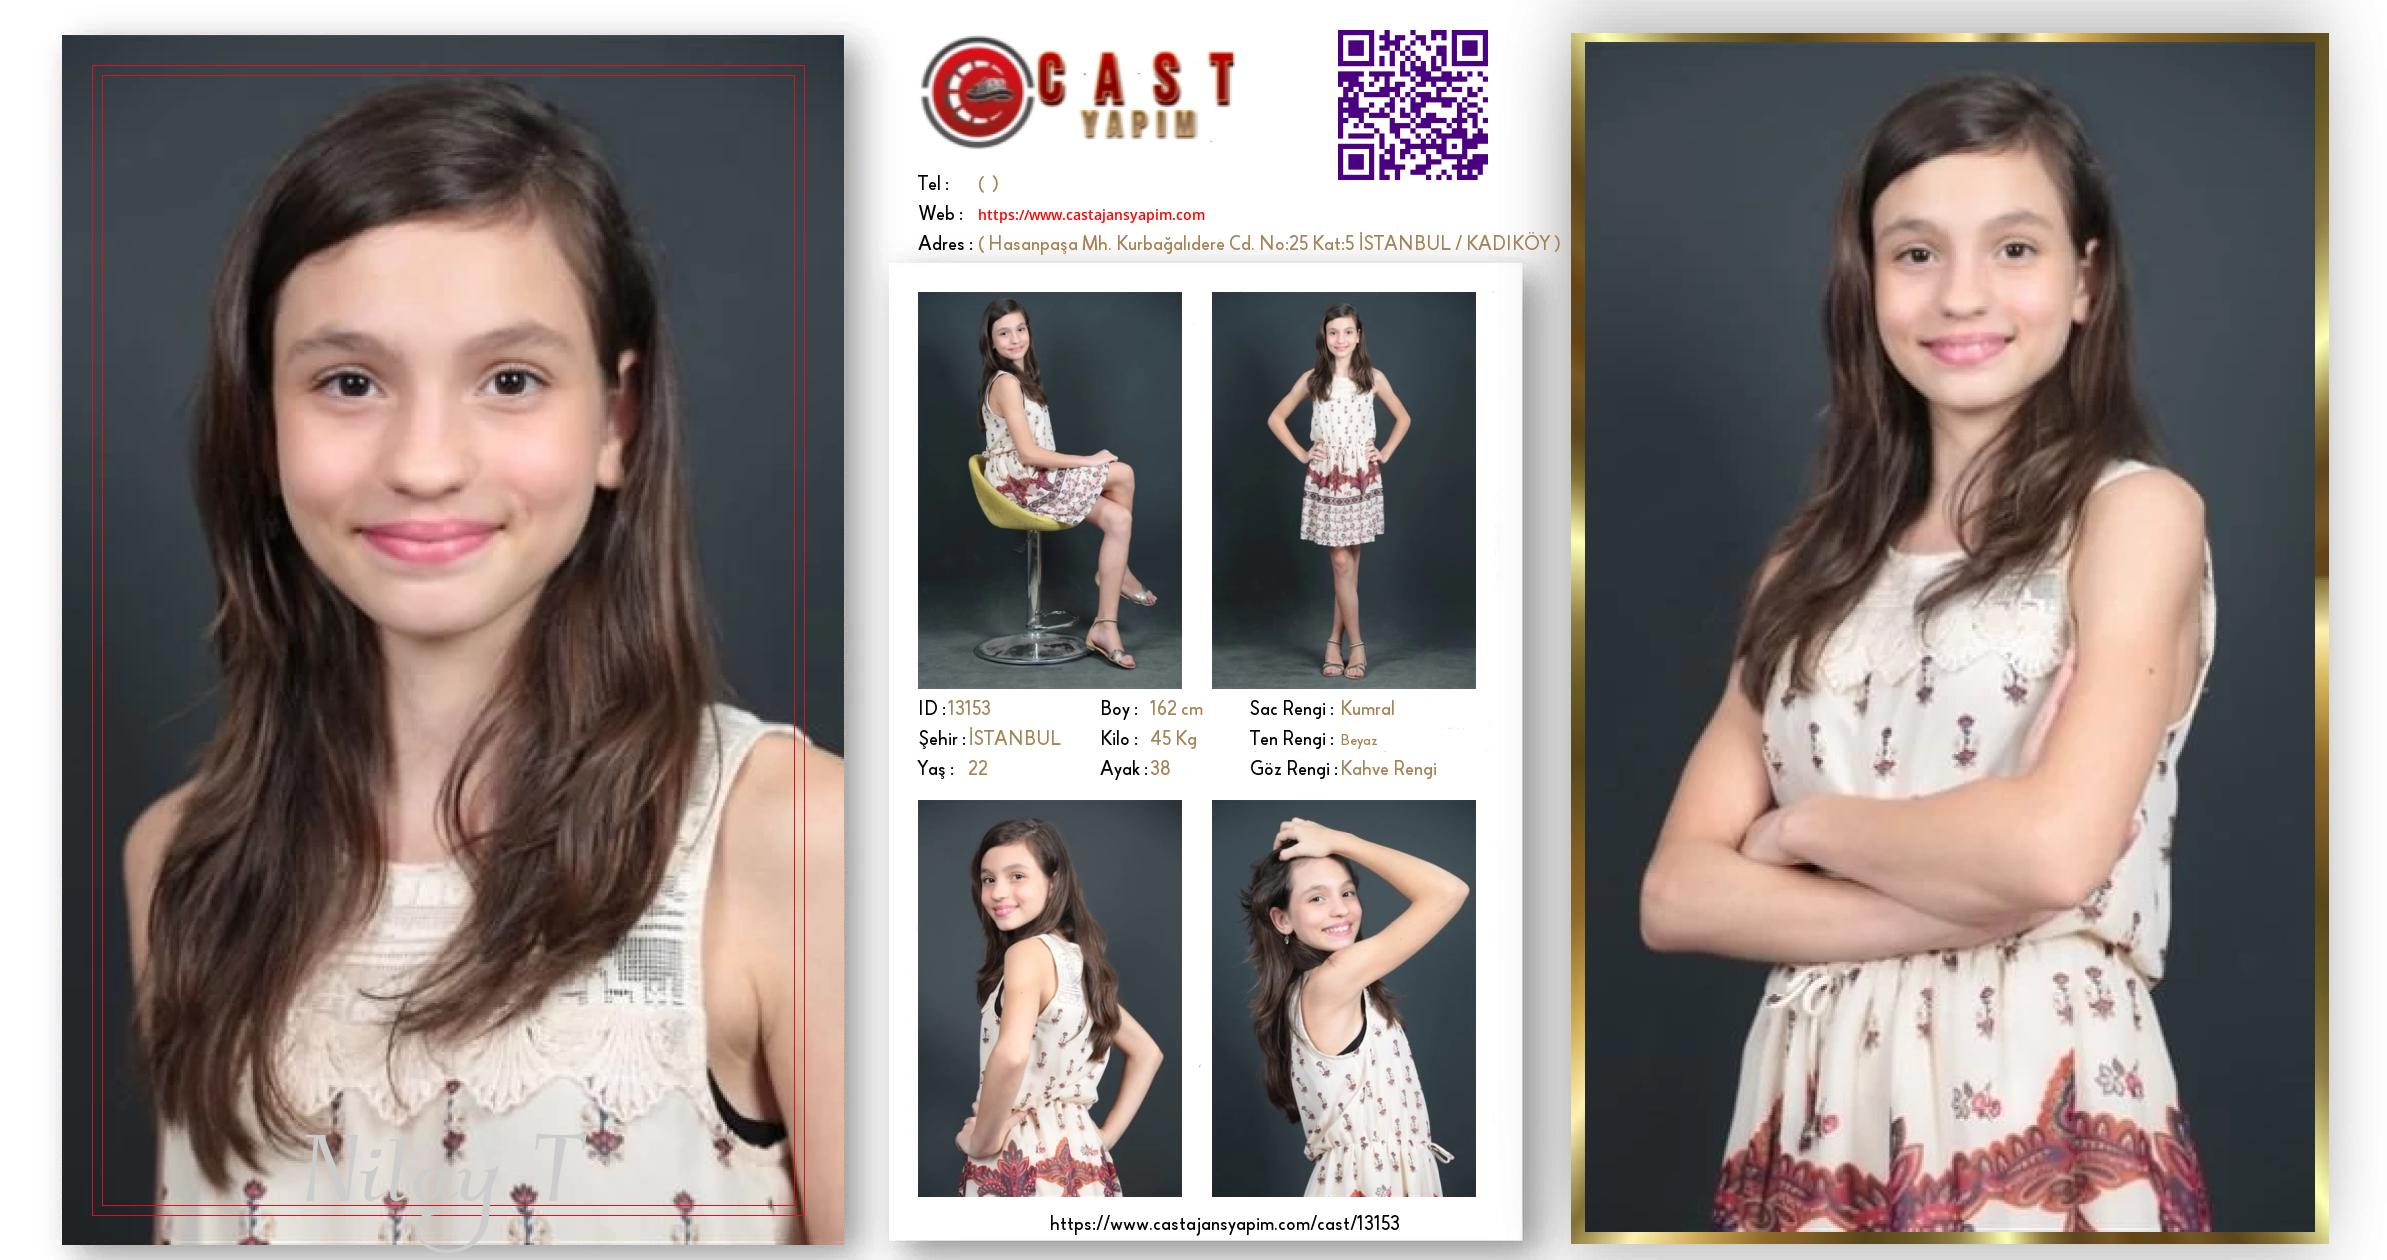 CAST
YAPIM
Tel : ( )
Web : https://www.castajansyapim.com
Adres : ( Hasanpaşa Mh. Kurbağalıdere Cd. No:25 Kat:5 İSTANBUL / KADIKÖY )
ID : 13153 Boy : 162 cm Sac Rengi : Kumral
Şehir : İSTANBUL Kilo : 45 Kg Ten Rengi : Beyaz
Yaş : 22 Ayak : 38 Göz Rengi : Kahve Rengi
Nilay T
https://www.castajansyapim.com/cast/13153